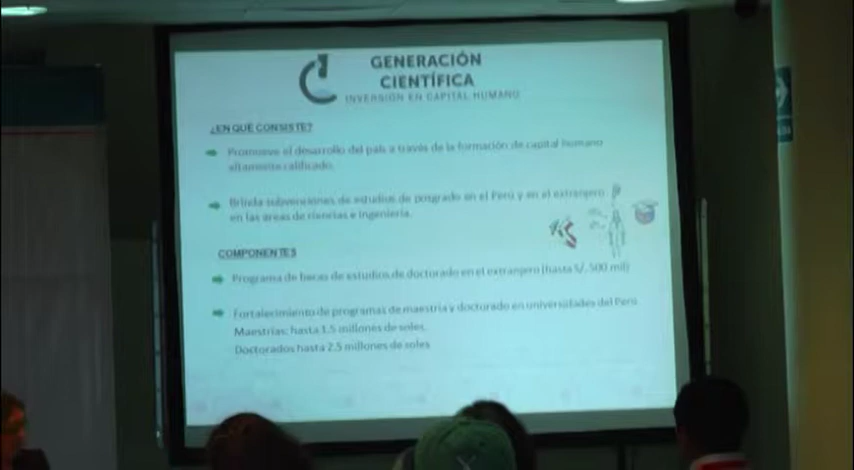 GENERACIÓN
CIENTÍFICA
INVERSIÓN EN CAPITAL HUMANO
¿EN QUE CONSISTE?
Promueve el desarrollo del país a través de la formación de capital humano
altamente calificado.
Brinda subvenciones de estudios de posgrado en el Perú y en el extranjero
en las áreas de ciencias e ingeniería.
COMPONENTES
Programa de becas de estudios de doctorado en el extranjero (hasta S/. 500 mil)
Fortalecimiento de programas de maestría y doctorado en universidades del Perú
Maestrías: hasta 1.5 millones de soles.
Doctorados hasta 2.5 millones de soles